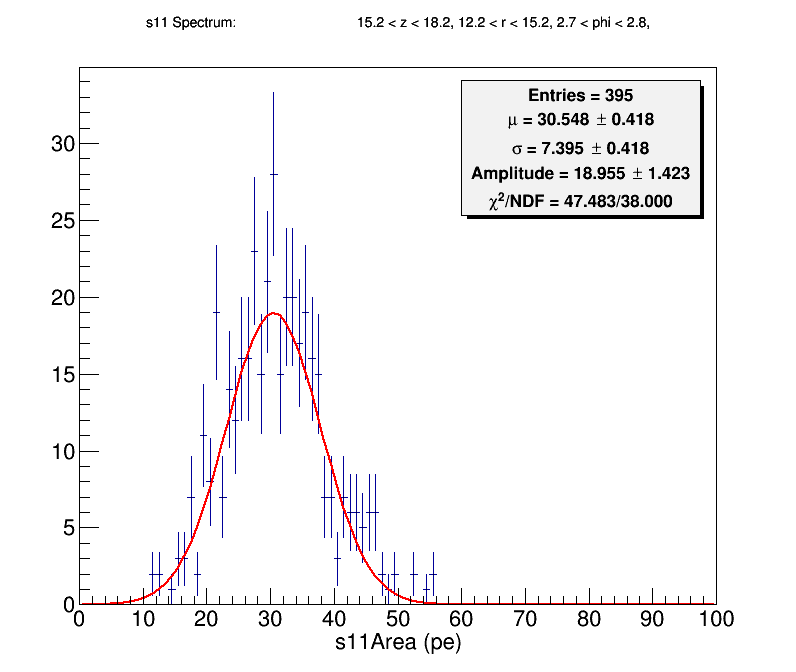 s11 Spectrum: 15.2 < z < 18.2, 12.2 < r < 15.2, 2.7 < phi < 2.8,
Entries = 395
μ = 30.548 ± 0.418
σ = 7.395 ± 0.418
Amplitude = 18.955 ± 1.423
χ²/NDF = 47.483/38.000
30
25
20
15
10
5
0
0 10 20 30 40 50 60 70 80 90 100
s11Area (pe)